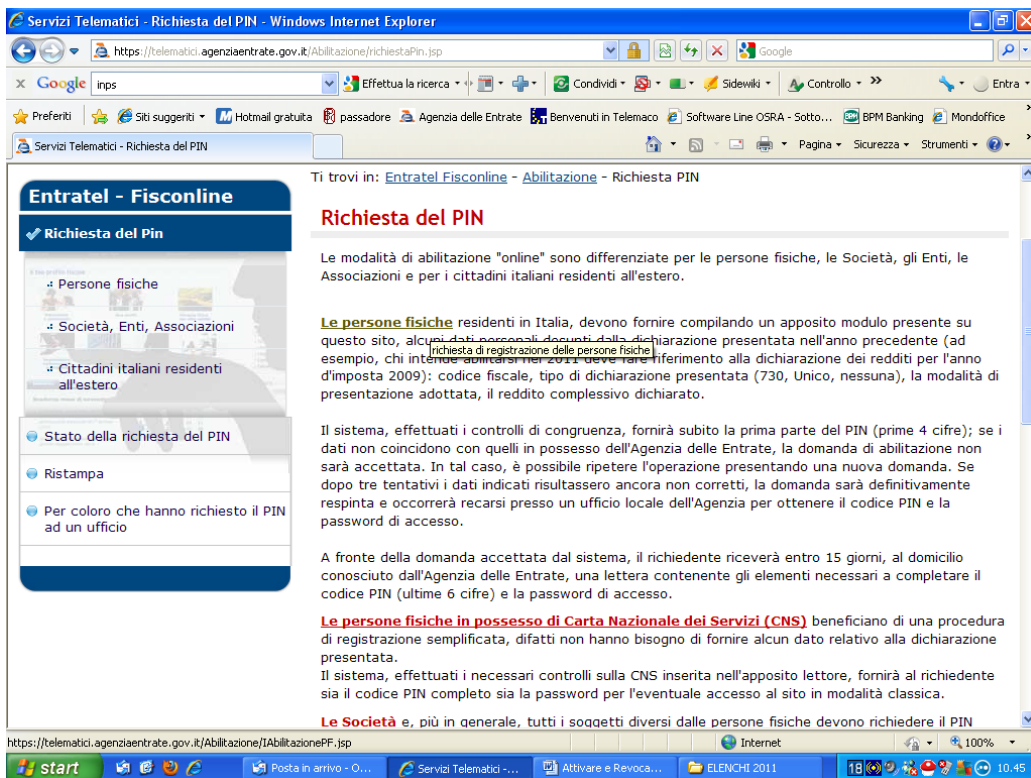 Servizi Telematici - Richiesta del PIN - Windows Internet Explorer
https://telematici.agenziaentrate.gov.it/Abilitazione/richiestaPin.jsp
Google
x Google inps Effettua la ricerca Condividi Sidewiki Controllo » Entra
Preferiti Siti suggeriti Hotmail gratuita passadore Agenzia delle Entrate Benvenuti in Telemaco Software Line OSRA - Sotto... BPM Banking Mondoffice
Servizi Telematici - Richiesta del PIN Pagina Sicurezza Strumenti
Ti trovi in: Entratel Fisconline - Abilitazione - Richiesta PIN
Entratel - Fisconline
Richiesta del Pin
Persone fisiche
Società, Enti, Associazioni
Cittadini italiani residenti
all'estero
Stato della richiesta del PIN
Ristampa
Per coloro che hanno richiesto il PIN
ad un ufficio
Richiesta del PIN
Le modalità di abilitazione "online" sono differenziate per le persone fisiche, le Società, gli Enti, le
Associazioni e per i cittadini italiani residenti all'estero.
Le persone fisiche residenti in Italia, devono fornire compilando un apposito modulo presente su
questo sito, alcuni dati personali desunti dalla dichiarazione presentata nell'anno precedente (ad
richiesta di registrazione delle persone fisiche
esempio, chi intende abilitarsi nel 2011 deve fare riferimento alla dichiarazione dei redditi per l'anno
d'imposta 2009): codice fiscale, tipo di dichiarazione presentata (730, Unico, nessuna), la modalità di
presentazione adottata, il reddito complessivo dichiarato.
Il sistema, effettuati i controlli di congruenza, fornirà subito la prima parte del PIN (prime 4 cifre); se i
dati non coincidono con quelli in possesso dell'Agenzia delle Entrate, la domanda di abilitazione non
sarà accettata. In tal caso, è possibile ripetere l'operazione presentando una nuova domanda. Se
dopo tre tentativi i dati indicati risultassero ancora non corretti, la domanda sarà definitivamente
respinta e occorrerà recarsi presso un ufficio locale dell'Agenzia per ottenere il codice PIN e la
password di accesso.
A fronte della domanda accettata dal sistema, il richiedente riceverà entro 15 giorni, al domicilio
conosciuto dall'Agenzia delle Entrate, una lettera contenente gli elementi necessari a completare il
codice PIN (ultime 6 cifre) e la password di accesso.
Le persone fisiche in possesso di Carta Nazionale dei Servizi (CNS) beneficiano di una procedura
di registrazione semplificata, difatti non hanno bisogno di fornire alcun dato relativo alla dichiarazione
presentata.
Il sistema, effettuati i necessari controlli sulla CNS inserita nell'apposito lettore, fornirà al richiedente
sia il codice PIN completo sia la password per l'eventuale accesso al sito in modalità classica.
Le Società e, più in generale, tutti i soggetti diversi dalle persone fisiche devono richiedere il PIN
https://telematici.agenziaentrate.gov.it/Abilitazione/IAbilitazionePF.jsp Internet 100%
start Posta in arrivo - O... Servizi Telematici -... Attivare e Revoca... ELENCHI 2011 18 10.45